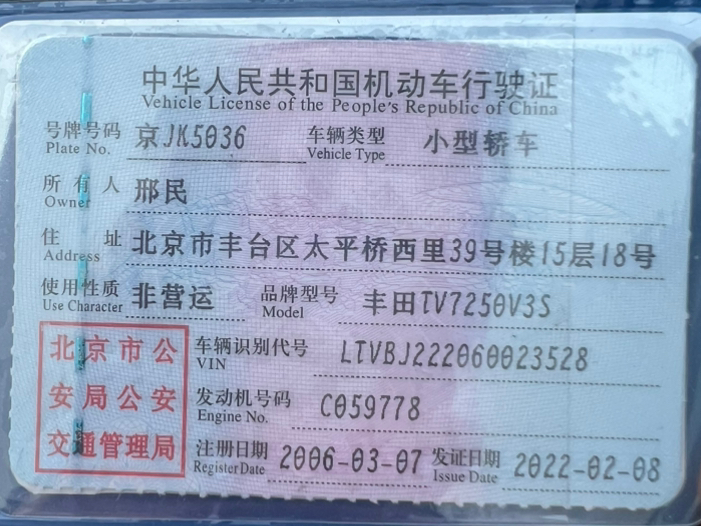 中华人民共和国机动车行驶证
Vehicle License of the People's Republic of China
号牌号码 京JK5036 车辆类型 小型轿车
Plate No. Vehicle Type
所有人 邢民
Owner
住址 北京市丰台区太平桥西里39号楼15层18号
Address
使用性质 非营运 品牌型号 丰田TV7250V3S
Use Character Model
北京市公
安局公安
交通管理局
车辆识别代号 LTVBJ222060023528
VIN
发动机号码 C059778
Engine No.
注册日期 2006-03-07 发证日期 2022-02-08
Register Date Issue Date